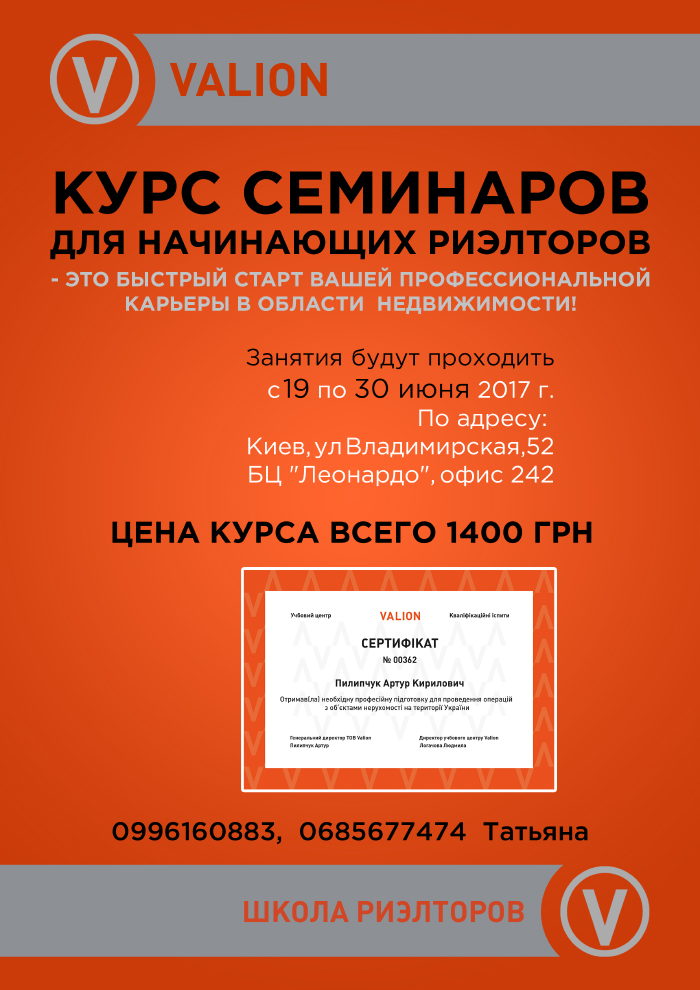 VALION
КУРС СЕМИНАРОВ
ДЛЯ НАЧИНАЮЩИХ РИЭЛТОРОВ
- ЭТО БЫСТРЫЙ СТАРТ ВАШЕЙ ПРОФЕССИОНАЛЬНОЙ
КАРЬЕРЫ В ОБЛАСТИ НЕДВИЖИМОСТИ!
Занятия будут проходить
с 19 по 30 июня 2017 г.
По адресу:
Киев, ул Владимирская,52
БЦ "Леонардо", офис 242
ЦЕНА КУРСА ВСЕГО 1400 ГРН
Учбовий центр VALION Кваліфікаційні іспити
СЕРТИФІКАТ
№ 00362
Пилипчук Артур Кирилович
Отримав(ла) необхідну професійну підготовку для проведення операцій
з об'єктами нерухомості на території України
Генеральний директор ТОВ Valion Директор учбового центру Valion
Пилипчук Артур Логачова Людмила
0996160883, 0685677474 Татьяна
ШКОЛА РИЭЛТОРОВ